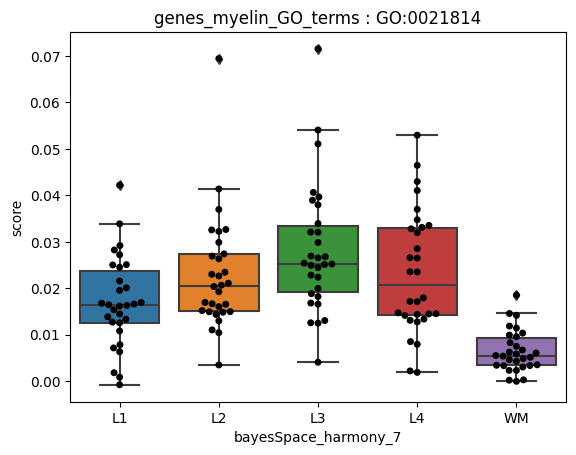 genes_myelin_GO_terms : GO:0021814
0.07
0.06
0.05
0.04
0.03
0.02
0.01
0.00
score
L1 L2 L3 L4 WM
bayesSpace_harmony_7